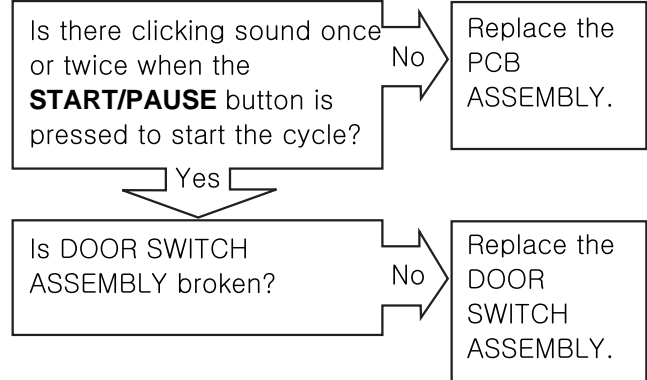 Is there clicking sound once
or twice when the
START/PAUSE button is
pressed to start the cycle?
No
Replace the
PCB
ASSEMBLY.
Yes
Is DOOR SWITCH
ASSEMBLY broken?
No
Replace the
DOOR
SWITCH
ASSEMBLY.